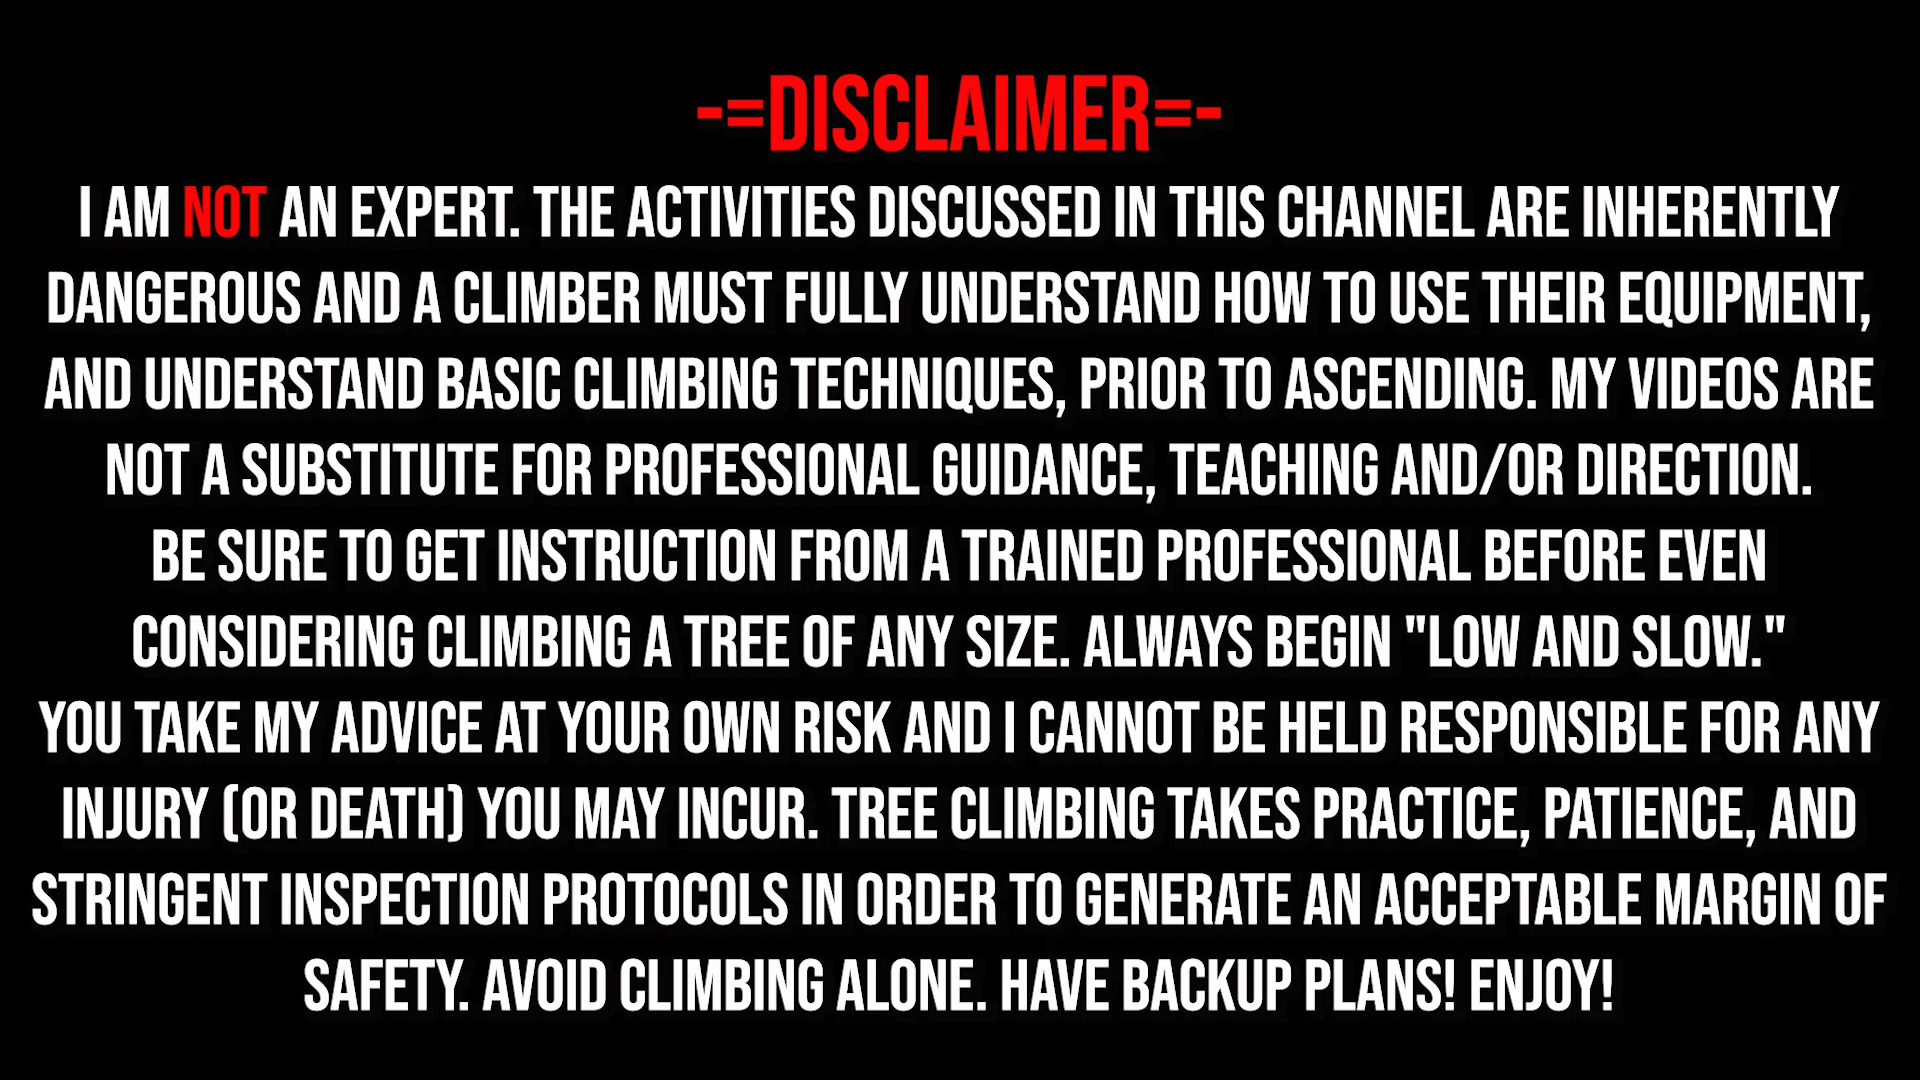 -=DISCLAIMER=-
I AM NOT AN EXPERT. THE ACTIVITIES DISCUSSED IN THIS CHANNEL ARE INHERENTLY
DANGEROUS AND A CLIMBER MUST FULLY UNDERSTAND HOW TO USE THEIR EQUIPMENT,
AND UNDERSTAND BASIC CLIMBING TECHNIQUES, PRIOR TO ASCENDING. MY VIDEOS ARE
NOT A SUBSTITUTE FOR PROFESSIONAL GUIDANCE, TEACHING AND/OR DIRECTION.
BE SURE TO GET INSTRUCTION FROM A TRAINED PROFESSIONAL BEFORE EVEN
CONSIDERING CLIMBING A TREE OF ANY SIZE. ALWAYS BEGIN "LOW AND SLOW."
YOU TAKE MY ADVICE AT YOUR OWN RISK AND I CANNOT BE HELD RESPONSIBLE FOR ANY
INJURY (OR DEATH) YOU MAY INCUR. TREE CLIMBING TAKES PRACTICE, PATIENCE, AND
STRINGENT INSPECTION PROTOCOLS IN ORDER TO GENERATE AN ACCEPTABLE MARGIN OF
SAFETY. AVOID CLIMBING ALONE. HAVE BACKUP PLANS! ENJOY!